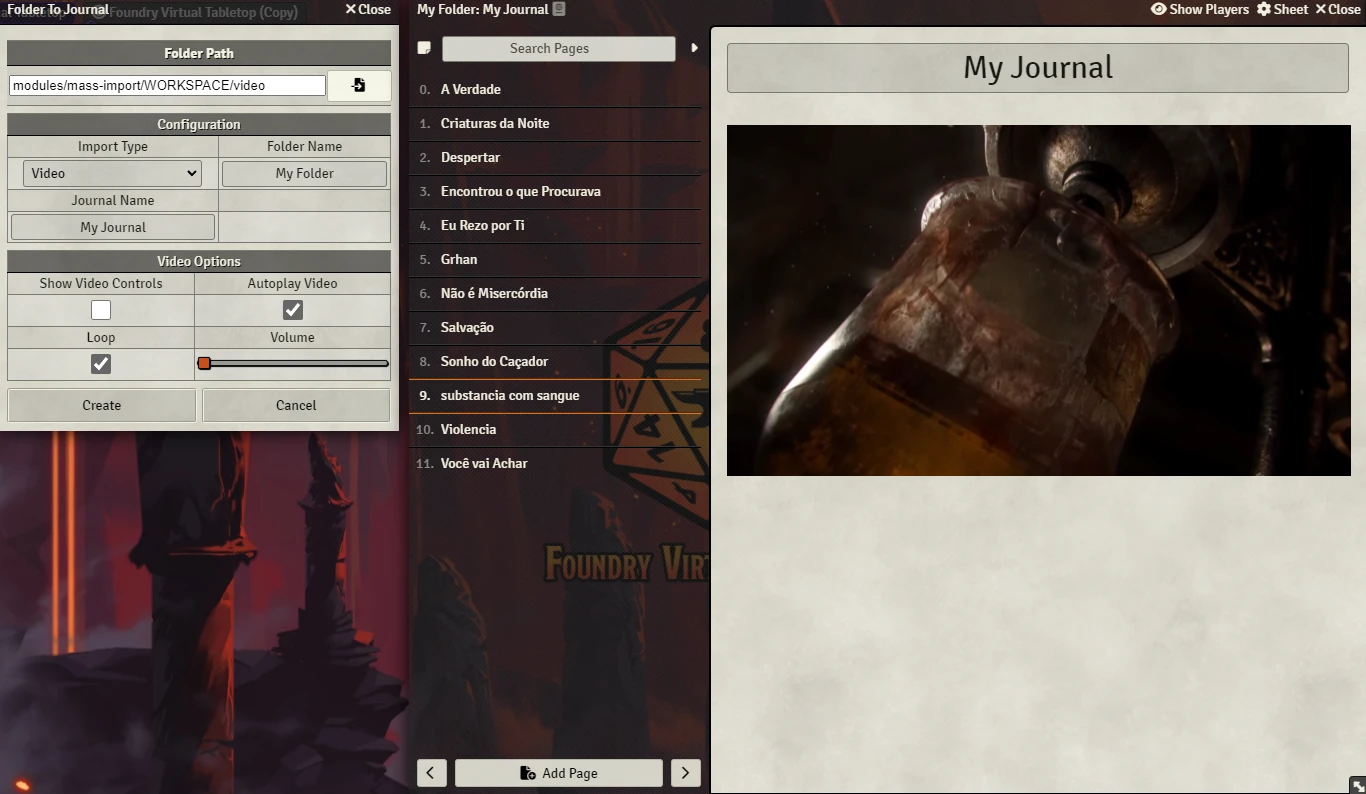 Folder To Journal
Foundry Virtual Tabletop (Copy)
Close
Folder Path
modules/mass-import/WORKSPACE/video
Configuration
Import Type
Folder Name
Video
My Folder
Journal Name
My Journal
Video Options
Show Video Controls
Autoplay Video
Loop
Volume
Create
Cancel
My Folder: My Journal
Search Pages
0. A Verdade
1. Criaturas da Noite
2. Despertar
3. Encontrou o que Procurava
4. Eu Rezo por Ti
5. Grhan
6. Não é Misercórdia
7. Salvação
8. Sonho do Caçador
9. substancia com sangue
10. Violencia
11. Você vai Achar
Foundry
Add Page
Show Players
Sheet
Close
My Journal